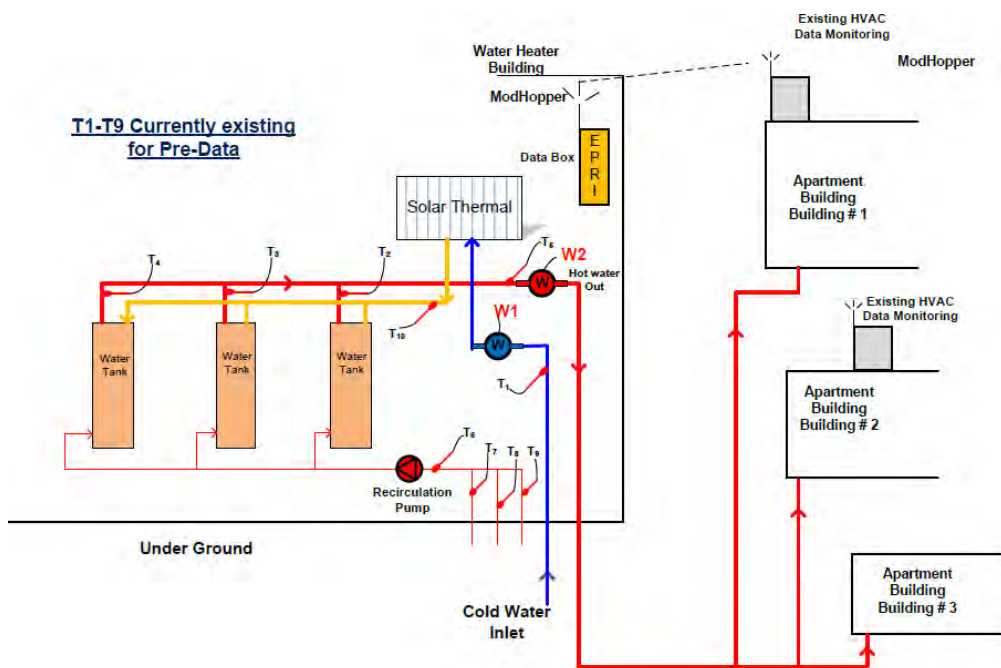 Existing HVAC
Data Monitoring
ModHopper
Water Heater
Building
ModHopper
T1-T9 Currently existing
for Pre-Data
Data Box
E
P
R
I
Solar Thermal
Apartment
Building
Building # 1
T5
W2
T4
T3
T2
W
Hot water
Out
Existing HVAC
Data Monitoring
T10
W1
W
Water
Tank
Water
Tank
Water
Tank
T1
Apartment
Building
Building # 2
T6
T7
T8
T9
Recirculation
Pump
Under Ground
Cold Water
Inlet
Apartment
Building
Building # 3